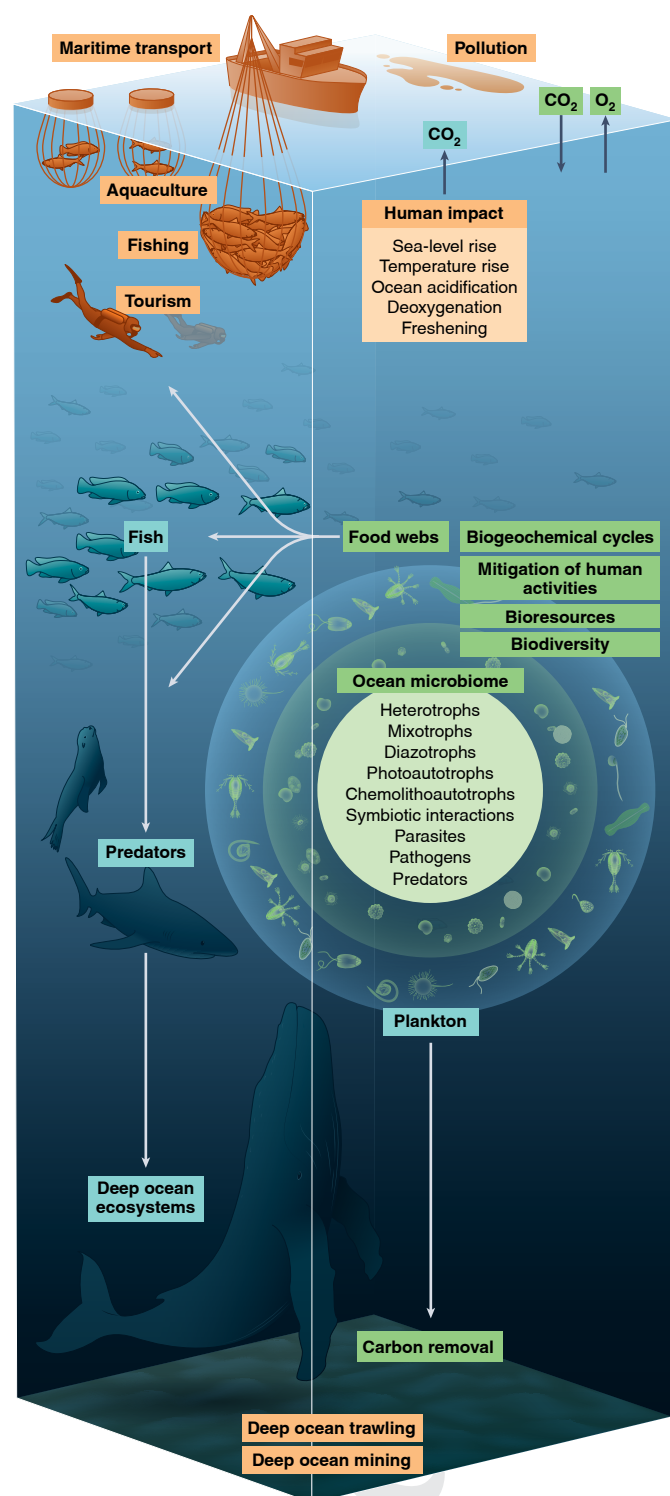 Maritime transport
Pollution
CO₂
O₂
CO₂
Aquaculture
Human impact
Fishing
Sea-level rise
Temperature rise
Ocean acidification
Deoxygenation
Freshening
Tourism
Fish
Food webs
Biogeochemical cycles
Mitigation of human
activities
Bioresources
Biodiversity
Ocean microbiome
Heterotrophs
Mixotrophs
Diazotrophs
Photoautotrophs
Chemolithoautotrophs
Symbiotic interactions
Parasites
Pathogens
Predators
Predators
Plankton
Deep ocean
ecosystems
Carbon removal
Deep ocean trawling
Deep ocean mining